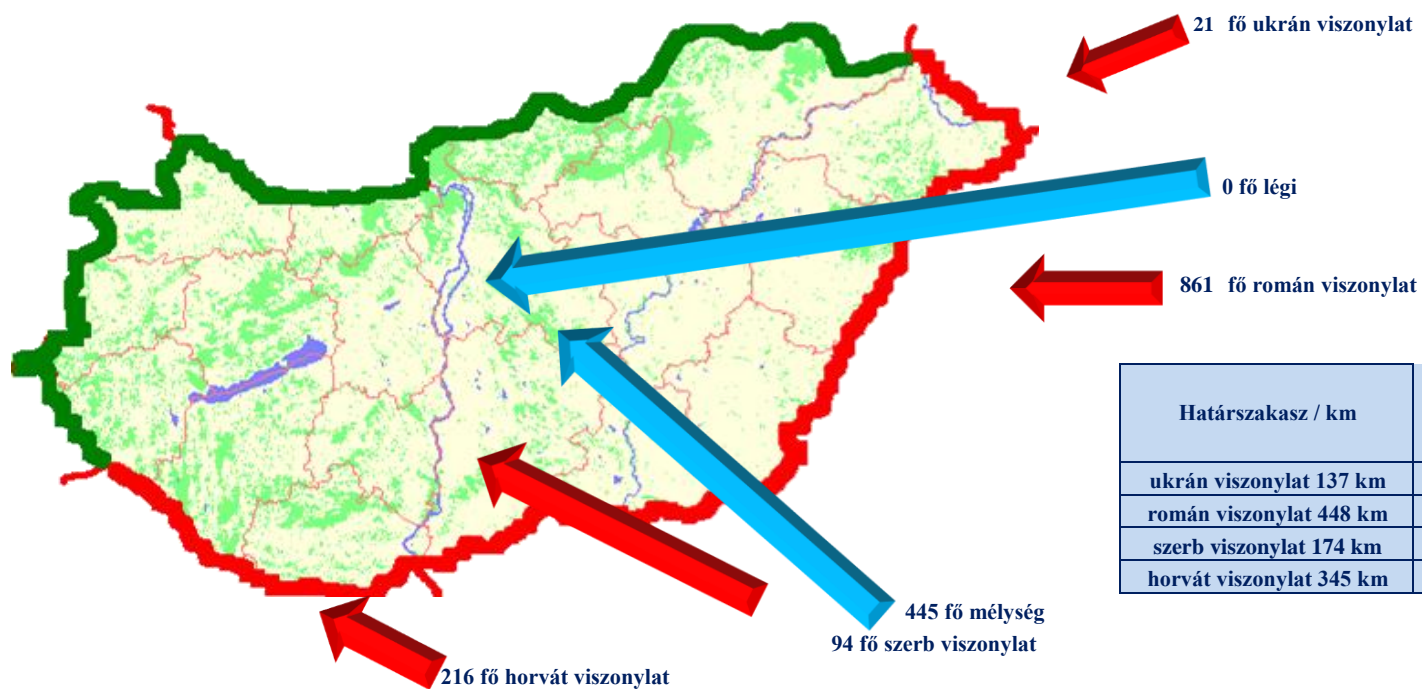 21 fő ukrán viszonylat
0 fő légi
861 fő román viszonylat
Határszakasz / km
ukrán viszonylat 137 km
román viszonylat 448 km
szerb viszonylat 174 km
horvát viszonylat 345 km
445 fő mélység
94 fő szerb viszonylat
216 fő horvát viszonylat